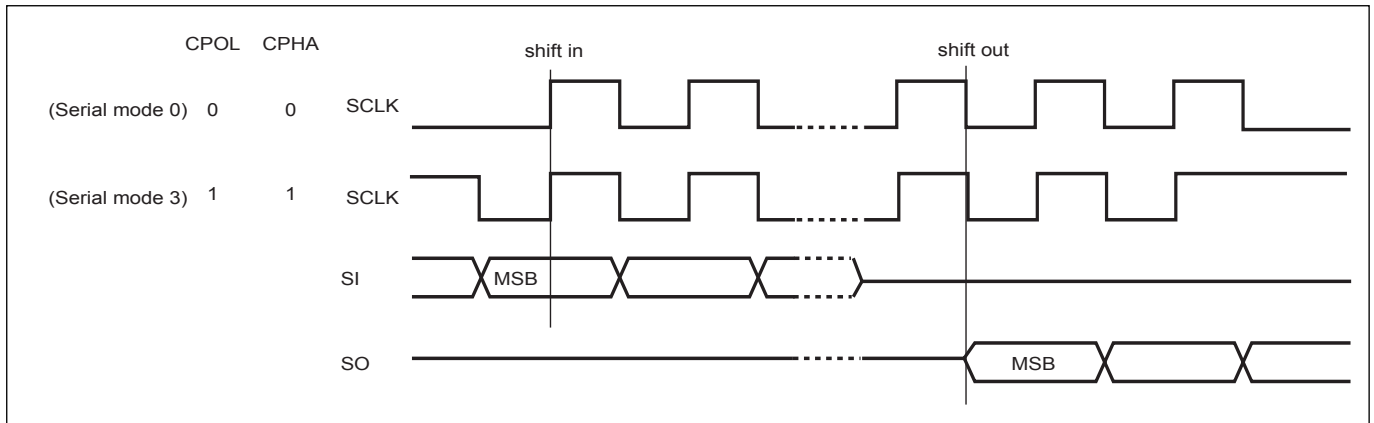 CPOL CPHA shift in shift out
(Serial mode 0) 0 0 SCLK
(Serial mode 3) 1 1 SCLK
SI MSB
SO MSB